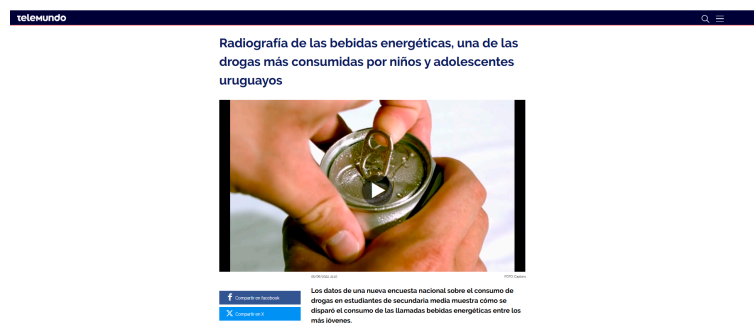 telemundo
Radiografía de las bebidas energéticas, una de las
drogas más consumidas por niños y adolescentes
uruguayos
FOTO: Captura
Compartir en facebook
Compartir en X
Los datos de una nueva encuesta nacional sobre el consumo de
drogas en estudiantes de secundaria media muestra cómo se
disparó el consumo de las llamadas bebidas energéticas entre los
más jóvenes.